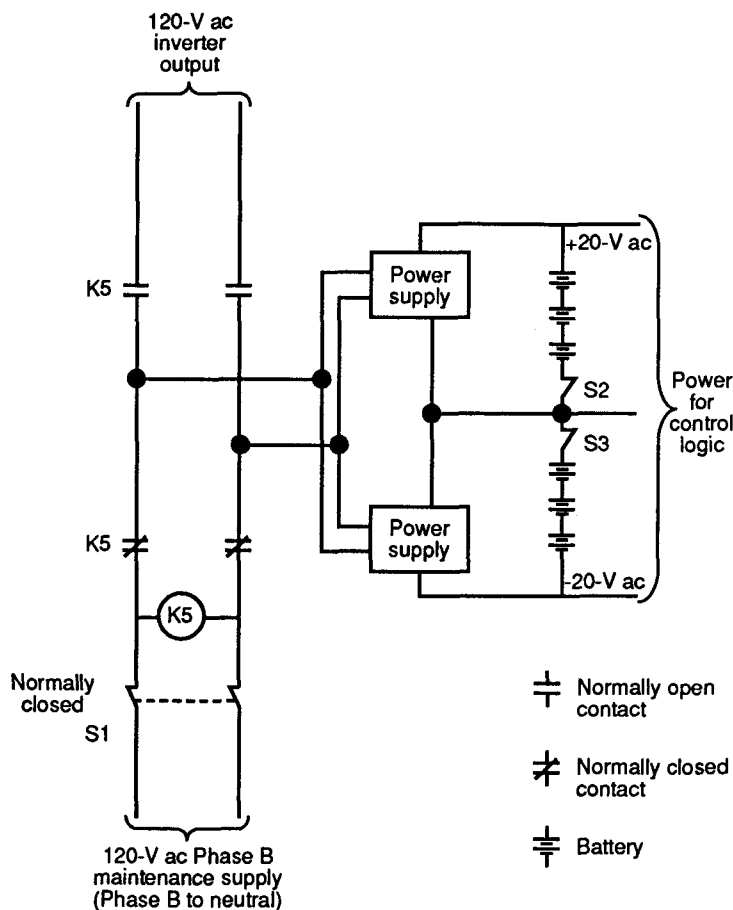 120-V ac
inverter
output
K5
Power
supply
+20-V ac
S2
Power
for
control
logic
S3
K5
Power
supply
-20-V ac
K5
Normally
closed
S1
Normally open
contact
Normally closed
contact
Battery
120-V ac Phase B
maintenance supply
(Phase B to neutral)